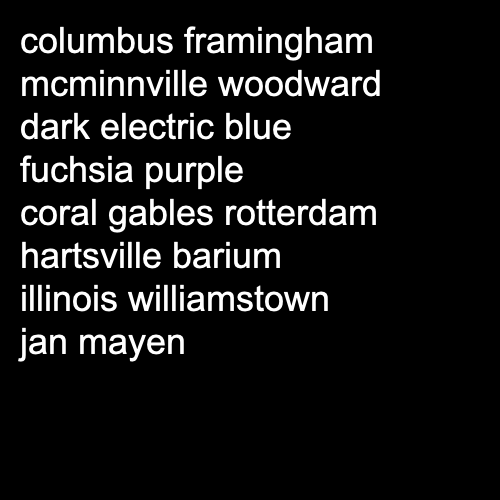 columbus framingham
mcminnville woodward
dark electric blue
fuchsia purple
coral gables rotterdam
hartsville barium
illinois williamstown
jan mayen